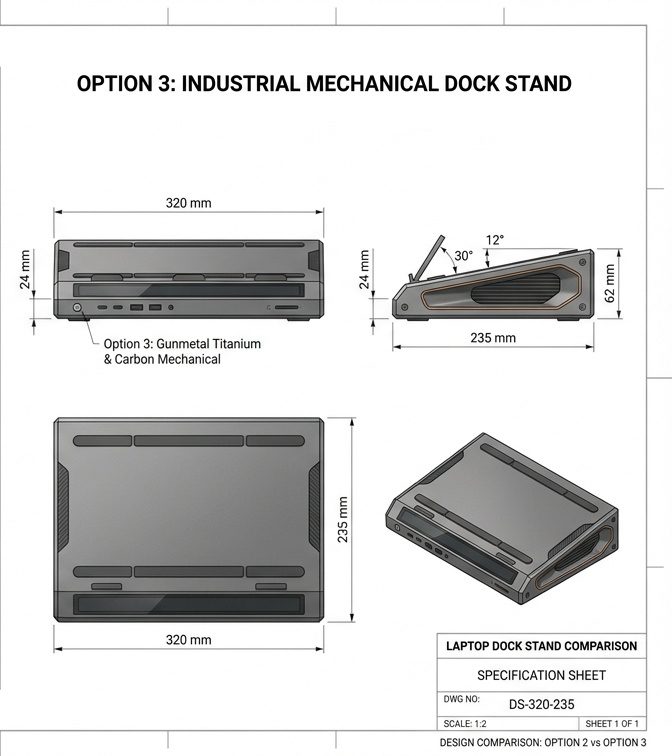 OPTION 3: INDUSTRIAL MECHANICAL DOCK STAND
320 mm
24 mm
Option 3: Gunmetal Titanium
& Carbon Mechanical
30°
12°
24 mm
62 mm
235 mm
235 mm
320 mm
LAPTOP DOCK STAND COMPARISON
SPECIFICATION SHEET
DWG NO:
DS-320-235
SCALE: 1:2
SHEET 1 OF 1
DESIGN COMPARISON: OPTION 2 vs OPTION 3